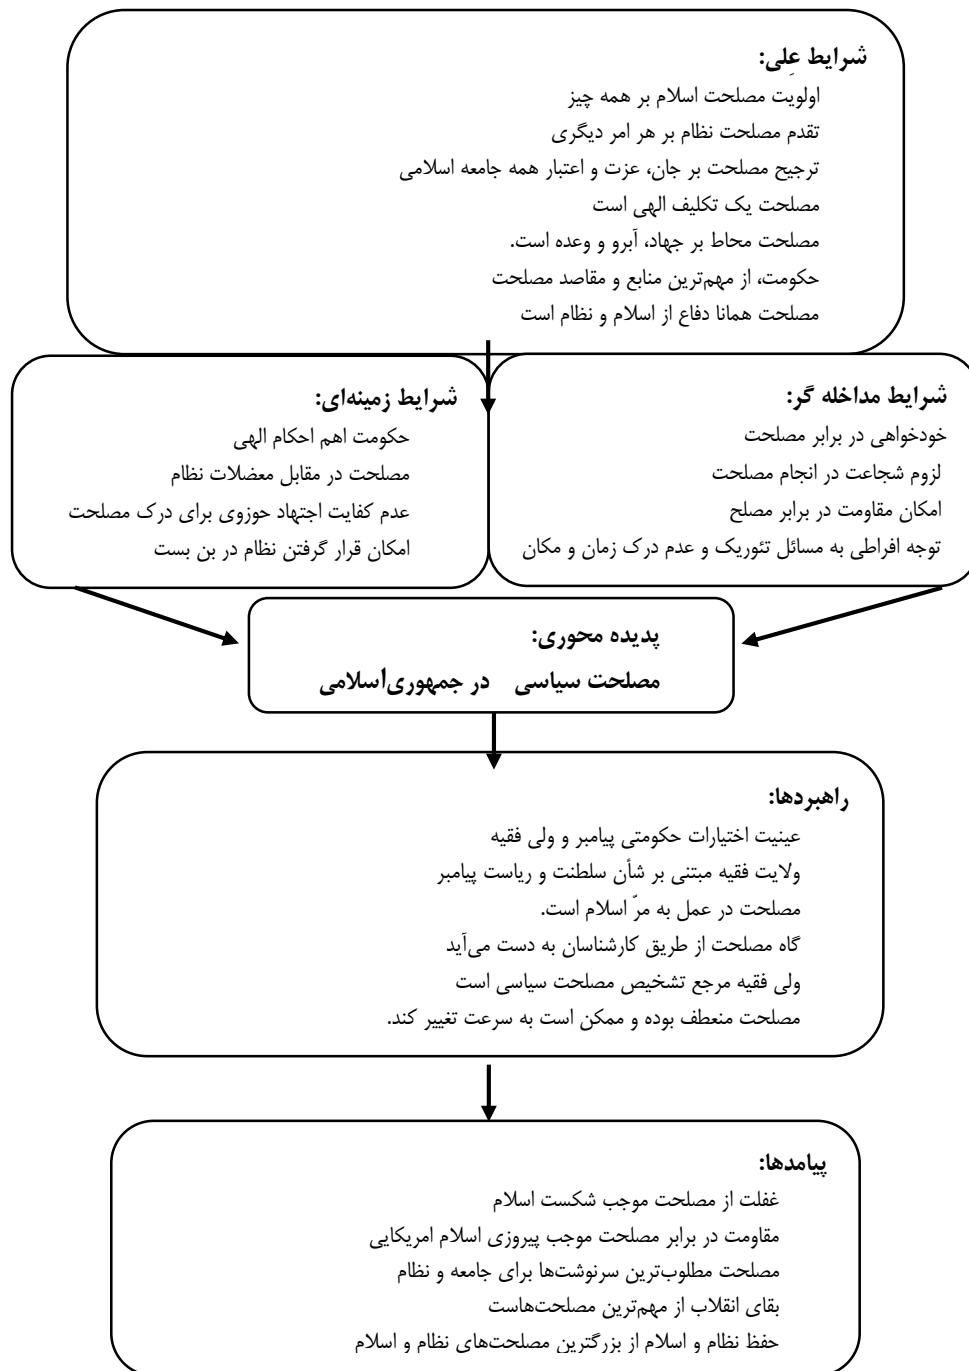 شرایط عِلی:
اولویت مصلحت اسلام بر همه چیز
تقدم مصلحت نظام بر هر امر دیگری
ترجیح مصلحت بر جان، عزت و اعتبار همه جامعه اسلامی
مصلحت یک تکلیف الهی است
مصلحت محاط بر جهاد، آبرو و وعده است.
حکومت، از مهم‌ترین منابع و مقاصد مصلحت
مصلحت همانا دفاع از اسلام و نظام است
شرایط مداخله گر:
خودخواهی در برابر مصلحت
لزوم شجاعت در انجام مصلحت
امکان مقاومت در برابر مصلح
توجه افراطی به مسائل تئوریک و عدم درک زمان و مکان
شرایط زمینه‌ای:
حکومت اهم احکام الهی
مصلحت در مقابل معضلات نظام
عدم کفایت اجتهاد حوزوی برای درک مصلحت
امکان قرار گرفتن نظام در بن بست
پدیده محوری:
مصلحت سیاسی در جمهوری‌اسلامی
راهبردها:
عینیت اختیارات حکومتی پیامبر و ولی فقیه
ولایت فقیه مبتنی بر شأن سلطنت و ریاست پیامبر
مصلحت در عمل به مرّ اسلام است.
گاه مصلحت از طریق کارشناسان به دست می‌آید
ولی فقیه مرجع تشخیص مصلحت سیاسی است
مصلحت منعطف بوده و ممکن است به سرعت تغییر کند.
پیامدها:
غفلت از مصلحت موجب شکست اسلام
مقاومت در برابر مصلحت موجب پیروزی اسلام امریکایی
مصلحت مطلوب‌ترین سرنوشت‌ها برای جامعه و نظام
بقای انقلاب از مهم‌ترین مصلحت‌هاست
حفظ نظام و اسلام از بزرگترین مصلحت‌های نظام و اسلام